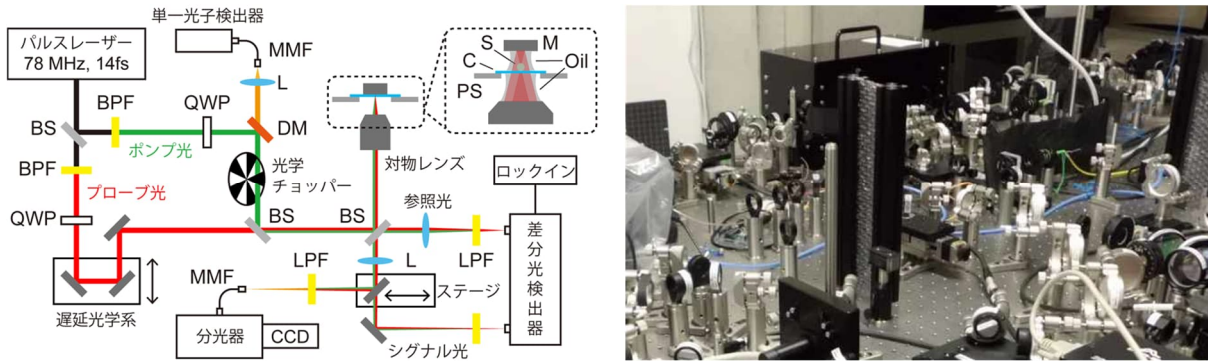 単一光子検出器
パルスレーザー
78 MHz, 14fs
MMF
L
BPF
QWP
BS
DM
ポンプ光
BPF
プローブ光
光学
チョッパー
QWP
BS
遅延光学系
S
M
C
Oil
PS
対物レンズ
ロックイン
BS
参照光
LPF
差分光検出器
L
LPF
MMF
ステージ
分光器
CCD
シグナル光